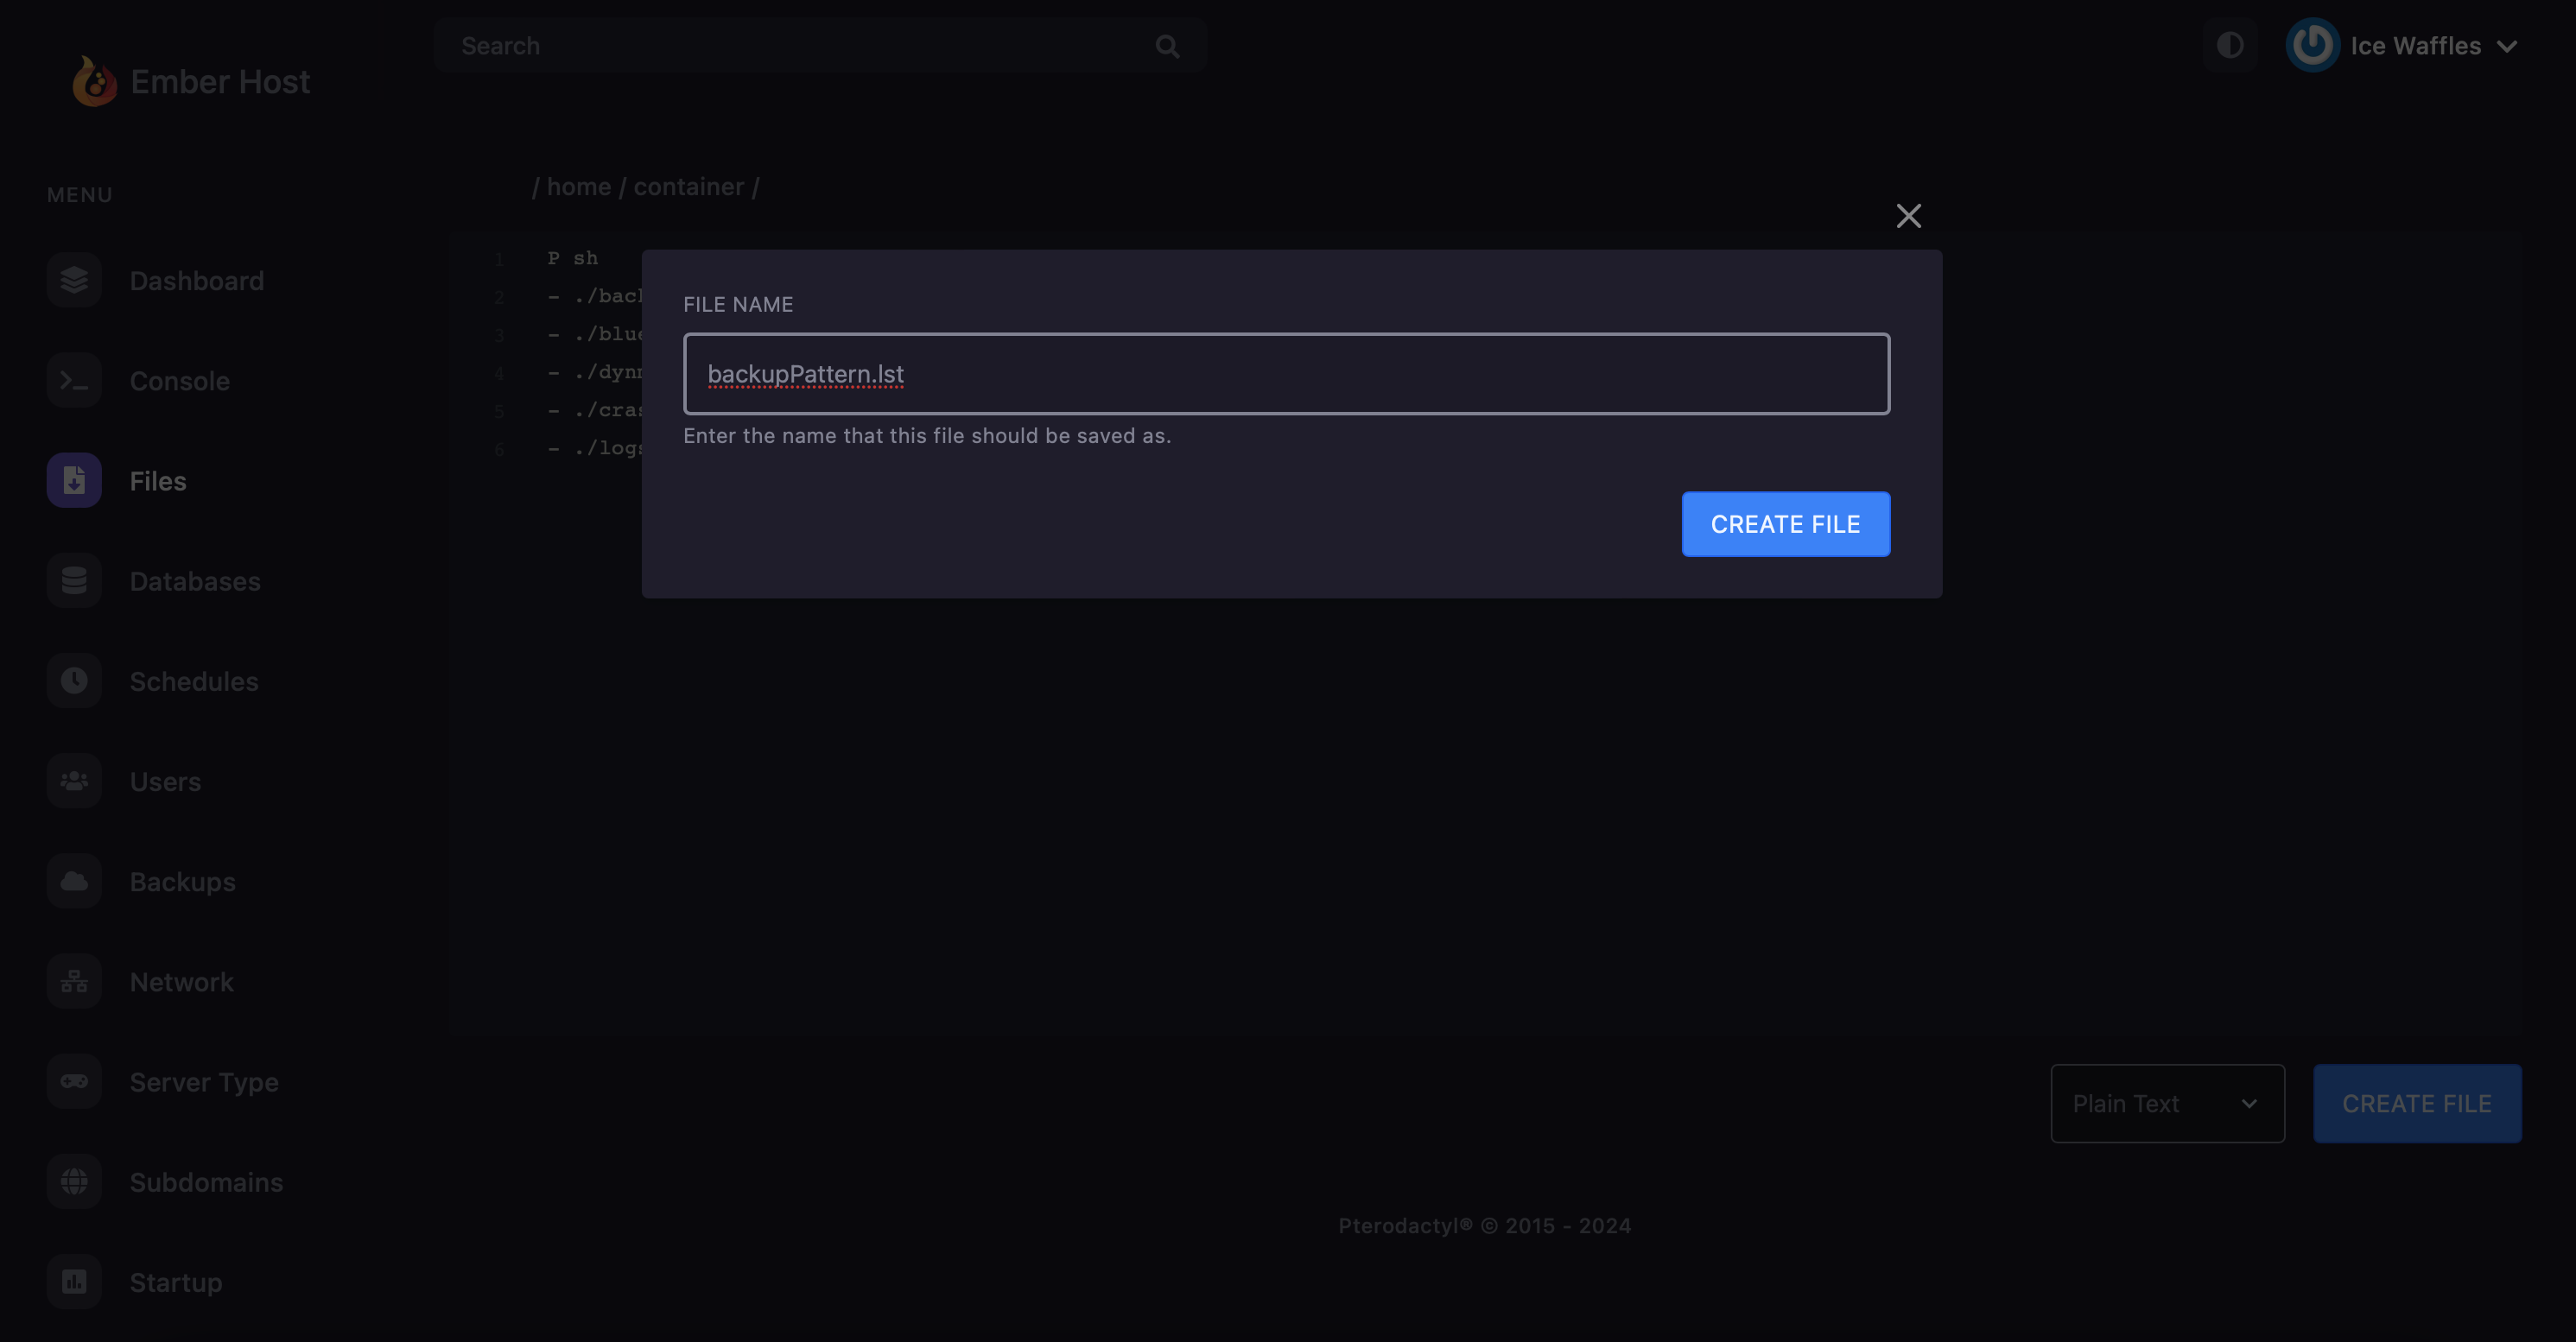 Ember Host
Search
Ice Waffles
MENU
Dashboard
Console
Files
Databases
Schedules
Users
Backups
Network
Server Type
Subdomains
Startup
/ home / container /
1 P sh
2 - ./back
3 - ./blue
4 - ./dynm
5 - ./cras
6 - ./logs
FILE NAME
backupPattern.lst
Enter the name that this file should be saved as.
CREATE FILE
Plain Text
CREATE FILE
Pterodactyl® © 2015 - 2024